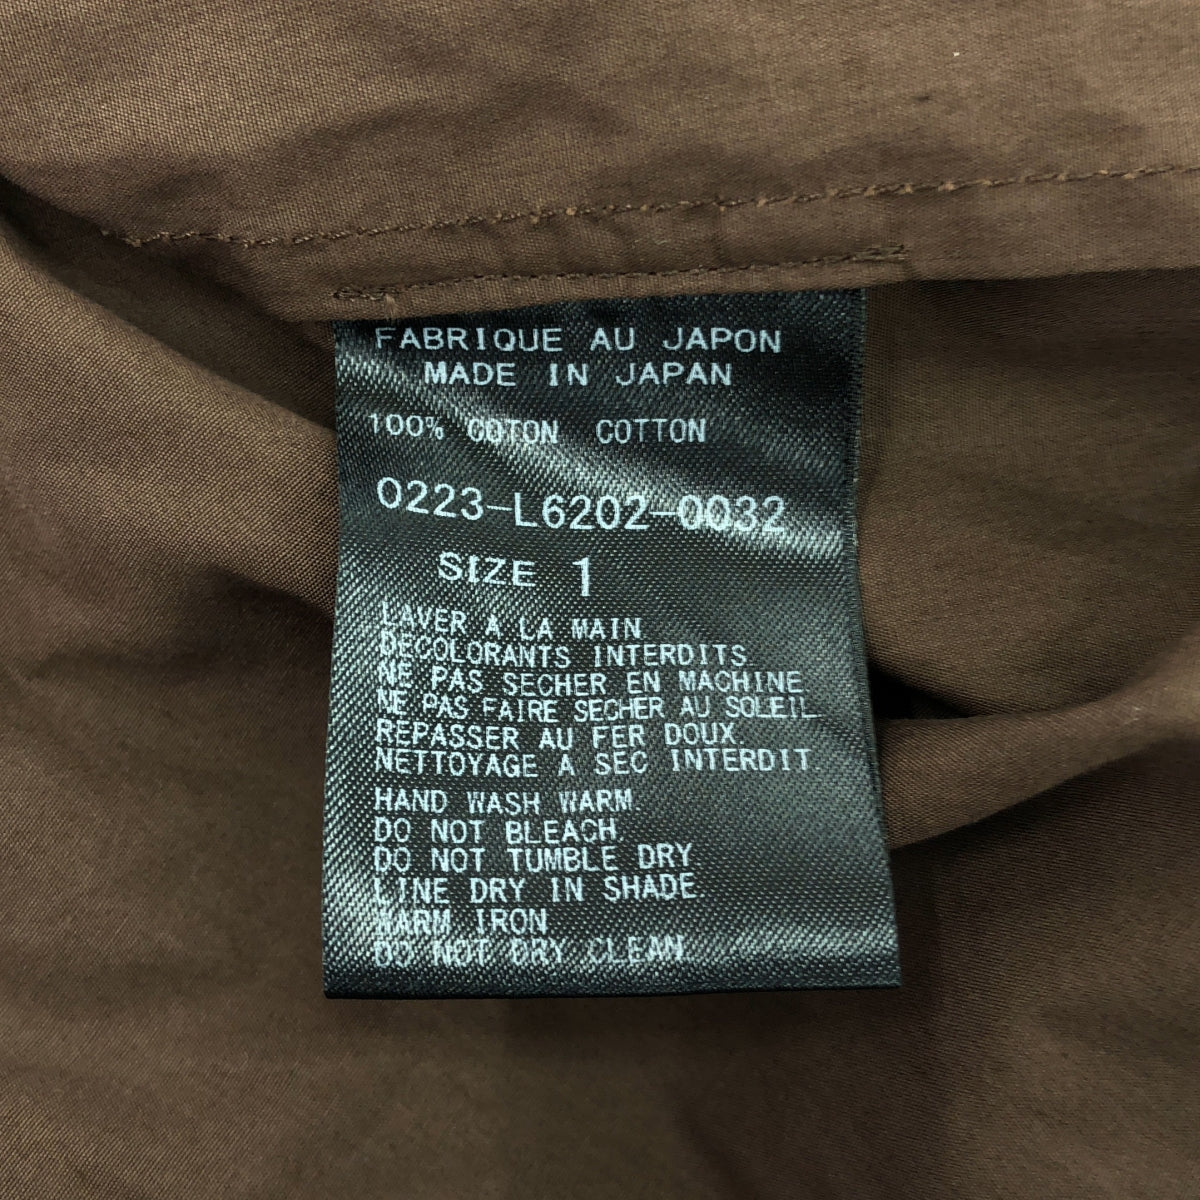 FABRIQUE AU JAPON
MADE IN JAPAN
100% COTON COTTON
0223-L6202-0032
SIZE 1
LAVER A LA MAIN
DECOLORANTS INTERDITS
NE PAS SECHER EN MACHINE
NE PAS FAIRE SECHER AU SOLEIL
REPASSER AU FER DOUX
NETTOYAGE A SEC INTERDIT
HAND WASH WARM
DO NOT BLEACH
DO NOT TUMBLE DRY
LINE DRY IN SHADE
WARM IRON
DO NOT DRY CLEAN